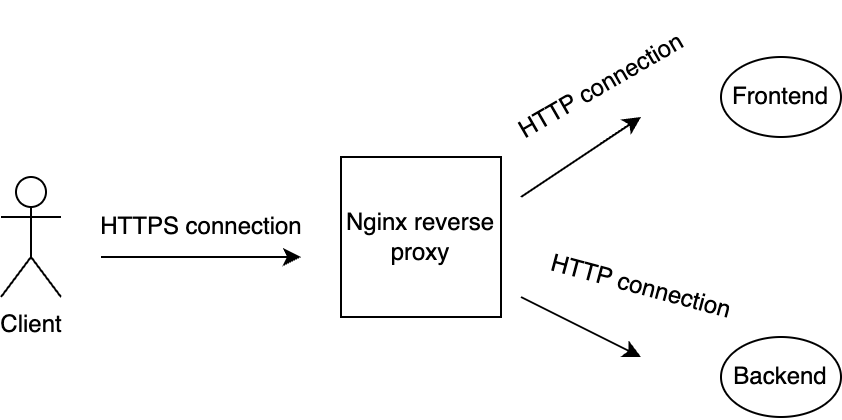 HTTP connection
Frontend
HTTPS connection
Nginx reverse
proxy
HTTP connection
Client
Backend